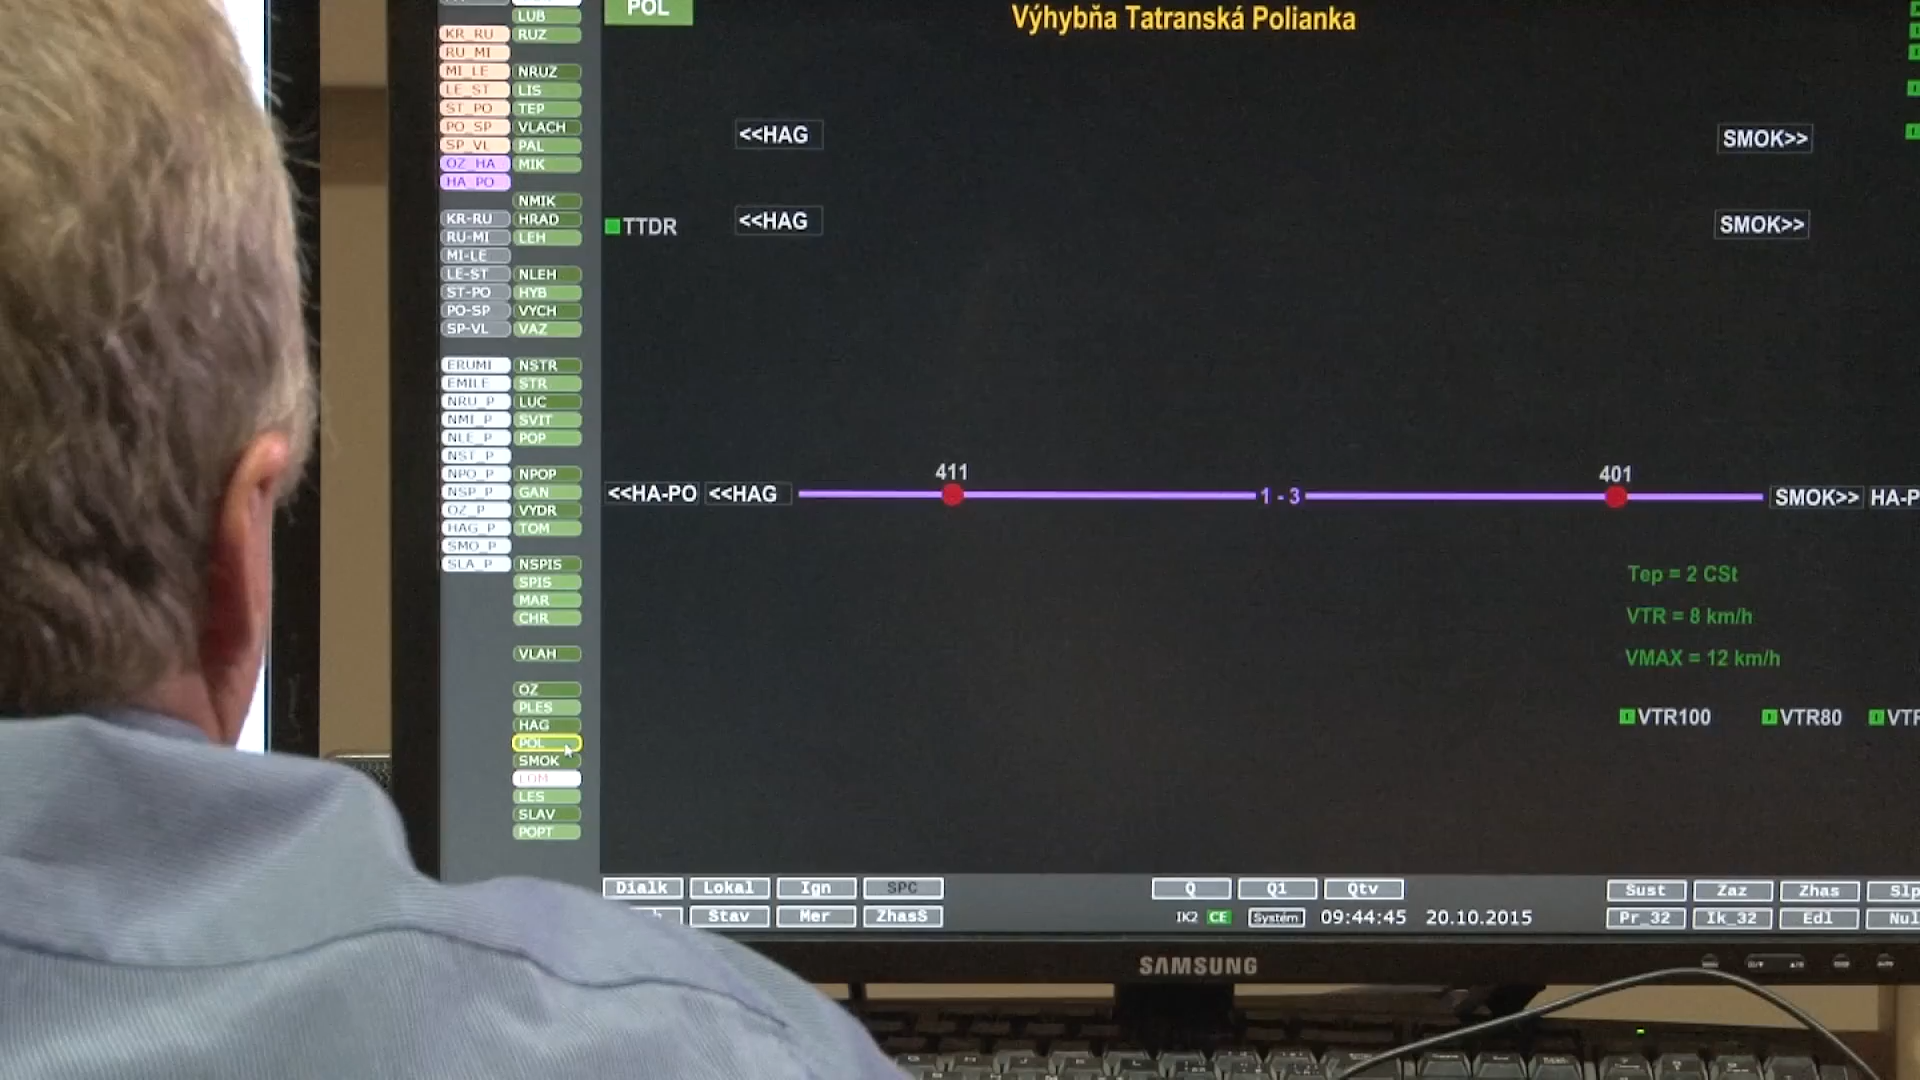 POL
Výhybňa Tatranská Polianka
LUB
KR_RU RUZ
RU_MI
MI_LE NRUZ
LE_ST LIS
ST_PO TEP
PO_SP VLACH
SP_VL PAL
OZ_HA MIK
HA_PO
NMIK
KR-RU HRAD
RU-MI LEH
MI-LE
LE-ST NLEH
ST-PO HYB
PO-SP VYCH
SP-VL VAZ
ERUMI NSTR
EMILE STR
NRU_P LUC
NMI_P SVIT
NLE_P POP
NST_P
NPO_P NPOP
NSP_P GAN
OZ_P VYDR
HAG_P TOM
SMO_P
SLA_P NSPIS
SPIS
MAR
CHR
VLAH
OZ
PLES
HAG
POL
SMOK
LOM
LES
SLAV
POPT
<<HAG SMOK>>
TTDR <<HAG SMOK>>
411 401
<<HA-PO <<HAG 1 - 3 SMOK>> HA-P
Tep = 2 CSt
VTR = 8 km/h
VMAX = 12 km/h
VTR100 VTR80 VTR
Dialk Lokal Ign SPC Q Q1 Qtv Sust Zaz Zhas Slp
Stav Mer ZhasS IK2 CE Systém 09:44:45 20.10.2015 Pr_32 Ik_32 Edl Nul
SAMSUNG